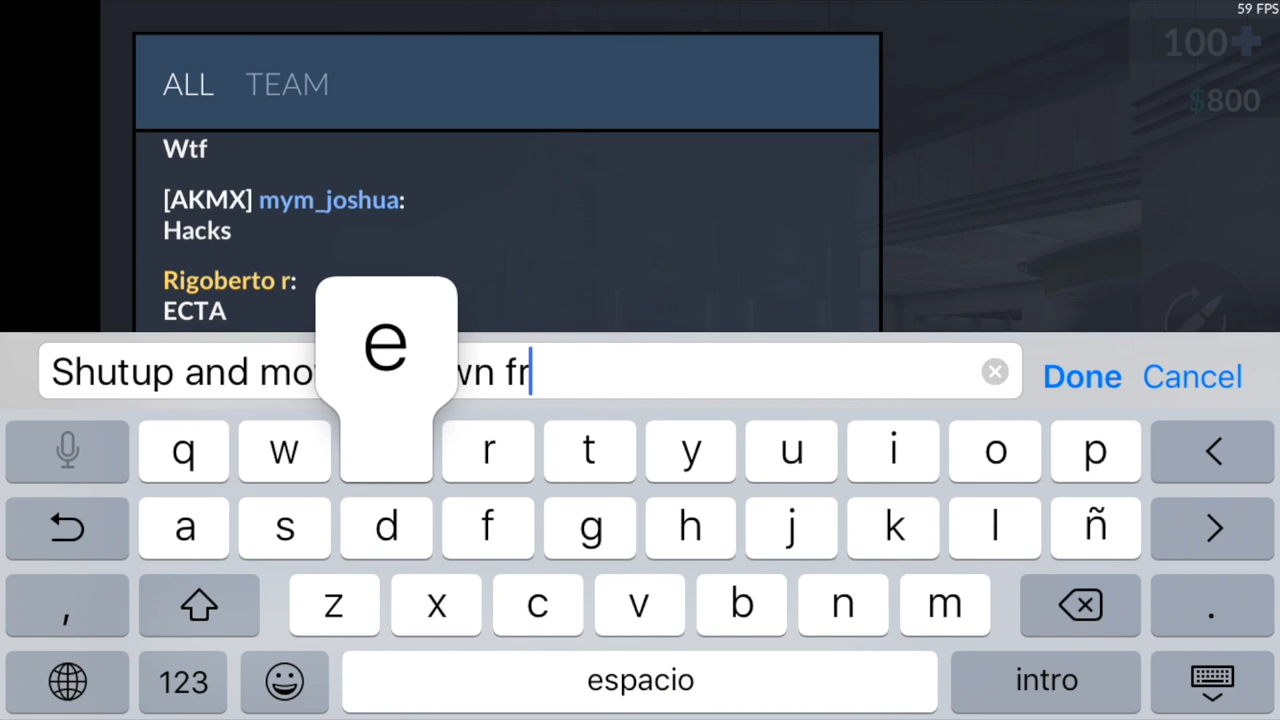 59 FPS
100
$800
ALL TEAM
Wtf
[AKMX] mym_joshua:
Hacks
Rigoberto r:
ECTA
e
Shutup and mo wn fr
Done Cancel
q w r t y u i o p <
a s d f g h j k l ñ >
, z x c v b n m .
123 espacio intro